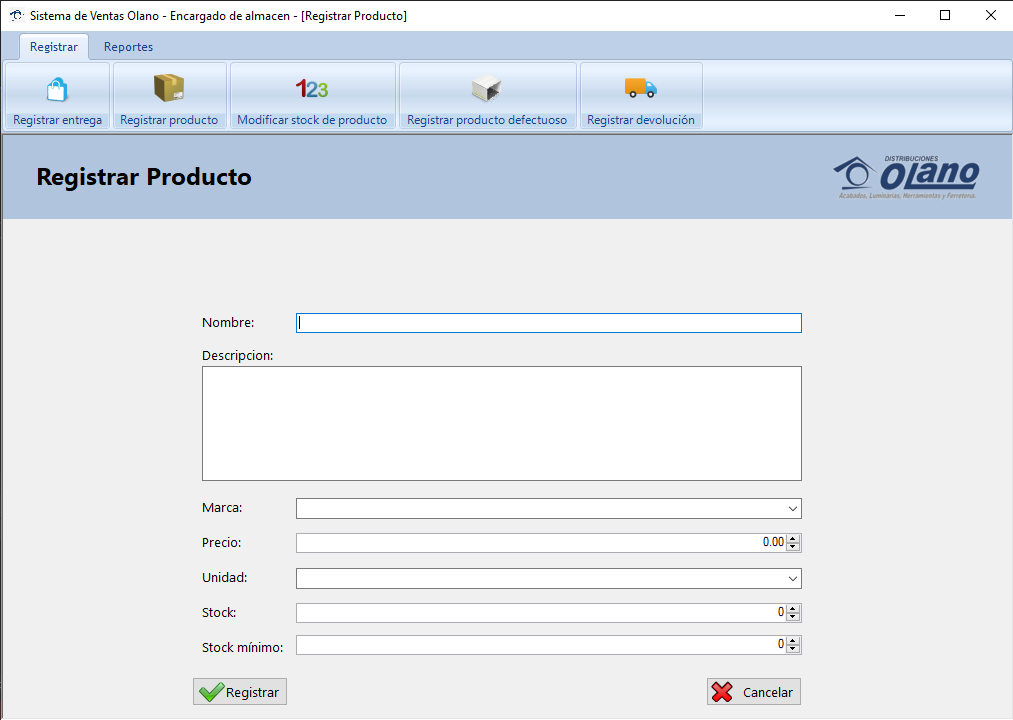 Sistema de Ventas Olano - Encargado de almacen - [Registrar Producto]
Registrar Reportes
123
Registrar entrega Registrar producto Modificar stock de producto Registrar producto defectuoso Registrar devolución
Registrar Producto
DISTRIBUCIONES
OLANO
Acabados, Luminarias, Herramientas y Ferretería.
Nombre:
Descripcion:
Marca:
Precio: 0.00
Unidad:
Stock: 0
Stock mínimo: 0
Registrar Cancelar